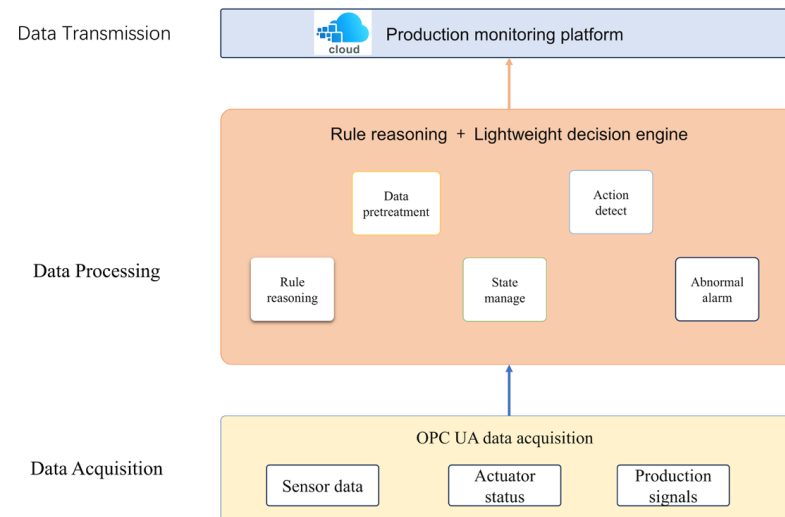 Data Transmission
cloud
Production monitoring platform
Rule reasoning + Lightweight decision engine
Data
pretreatment
Action
detect
Data Processing
Rule
reasoning
State
manage
Abnormal
alarm
OPC UA data acquisition
Data Acquisition
Sensor data
Actuator
status
Production
signals